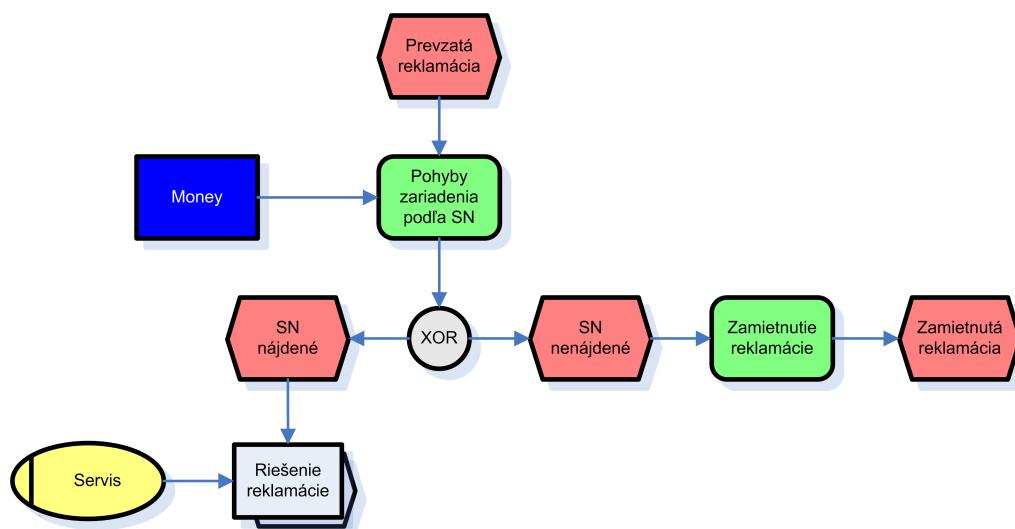 Prevzatá
reklamácia
Money
Pohyby
zariadenia
podľa SN
SN
nájdené
XOR
SN
nenájdené
Zamietnutie
reklamácie
Zamietnutá
reklamácia
Servis
Riešenie
reklamácie